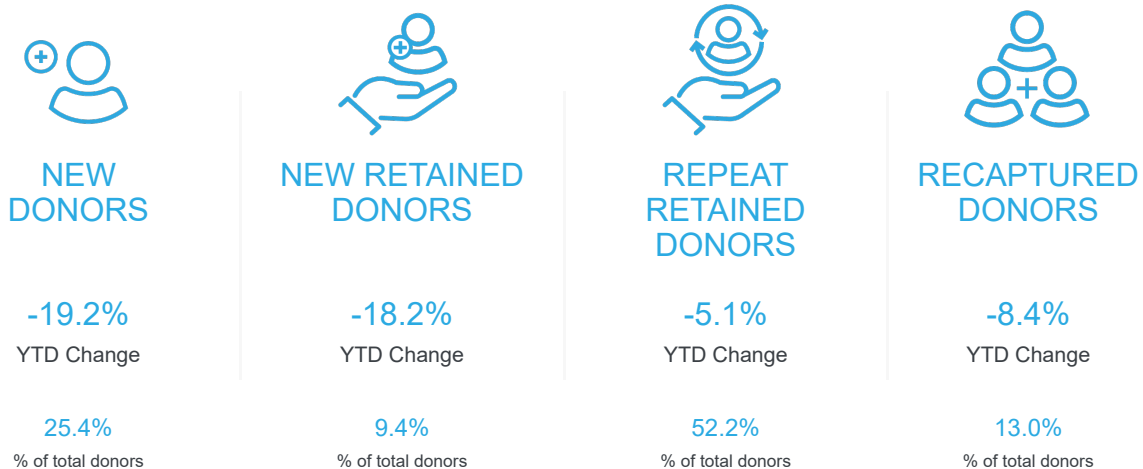 NEW
DONORS
-19.2%
YTD Change
25.4%
% of total donors
NEW RETAINED
DONORS
-18.2%
YTD Change
9.4%
% of total donors
REPEAT
RETAINED
DONORS
-5.1%
YTD Change
52.2%
% of total donors
RECAPTURED
DONORS
-8.4%
YTD Change
13.0%
% of total donors